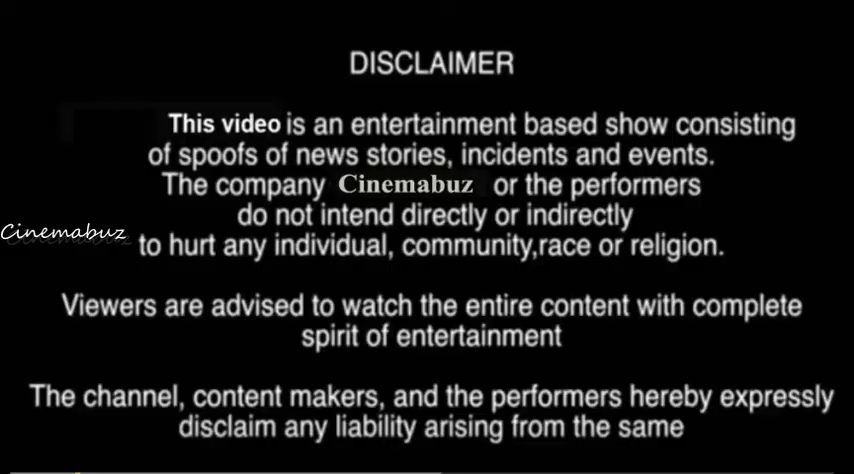 DISCLAIMER
This video is an entertainment based show consisting
of spoofs of news stories, incidents and events.
The company Cinemabuz or the performers
do not intend directly or indirectly
Cinemabuz
to hurt any individual, community,race or religion.
Viewers are advised to watch the entire content with complete
spirit of entertainment
The channel, content makers, and the performers hereby expressly
disclaim any liability arising from the same